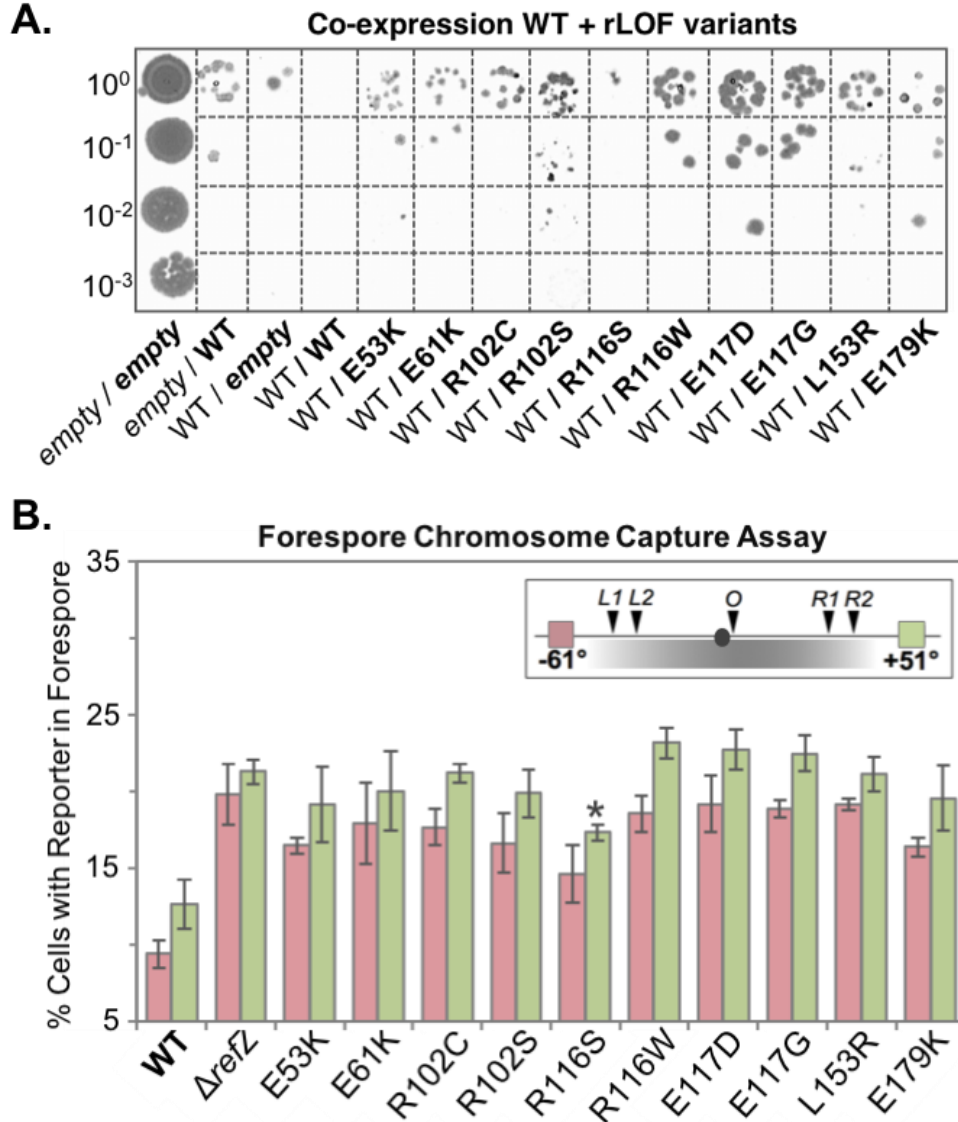 A.
Co-expression WT + rLOF variants
10⁰
10⁻¹
10⁻²
10⁻³
empty / empty
empty / WT
WT / empty
WT / WT
WT / E53K
WT / E61K
WT / R102C
WT / R102S
WT / R116S
WT / R116W
WT / E117D
WT / E117G
WT / L153R
WT / E179K
B.
Forespore Chromosome Capture Assay
% Cells with Reporter in Forespore
35
25
15
5
L1 L2 O R1 R2
-61° +51°
*
WT
ΔrefZ
E53K
E61K
R102C
R102S
R116S
R116W
E117D
E117G
L153R
E179K